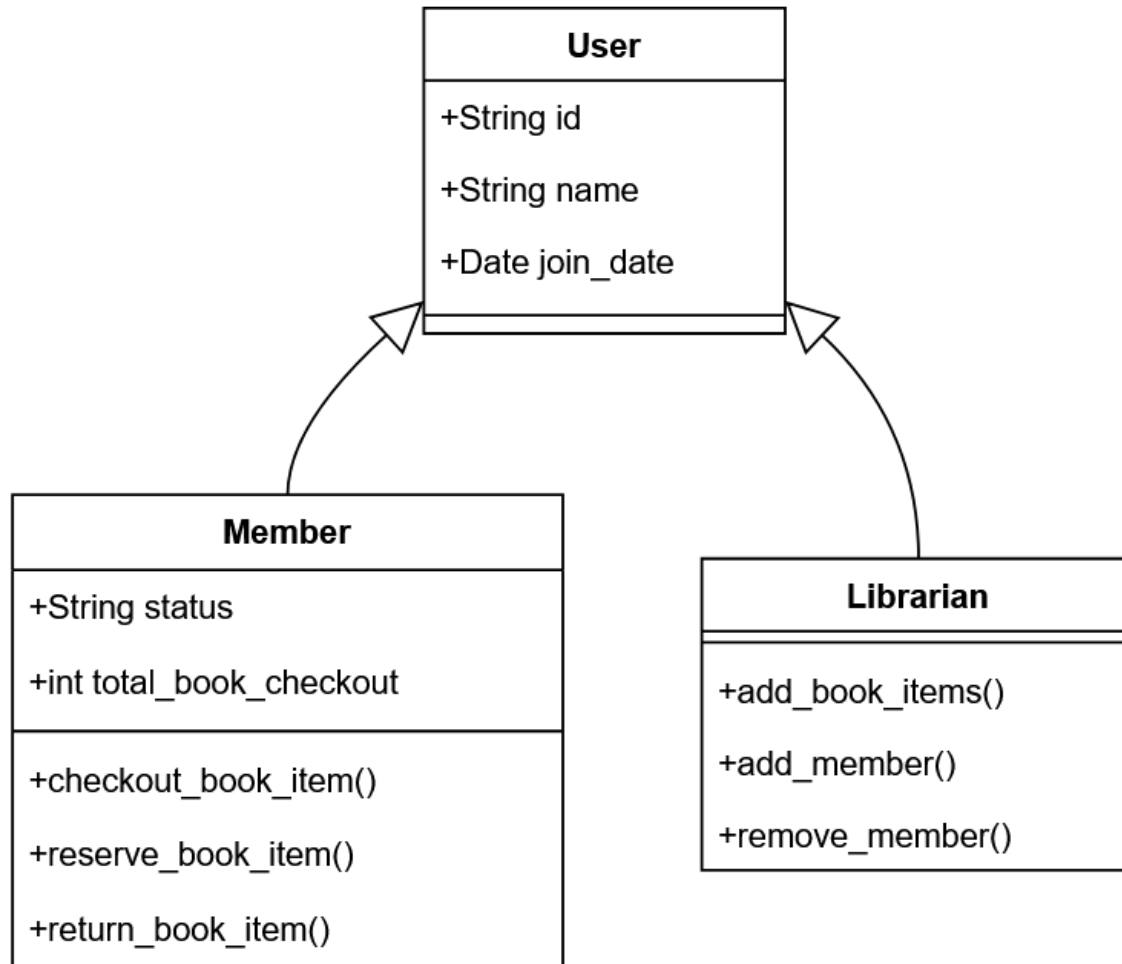 User
+String id
+String name
+Date join_date
Member
+String status
+int total_book_checkout
+checkout_book_item()
+reserve_book_item()
+return_book_item()
Librarian
+add_book_items()
+add_member()
+remove_member()